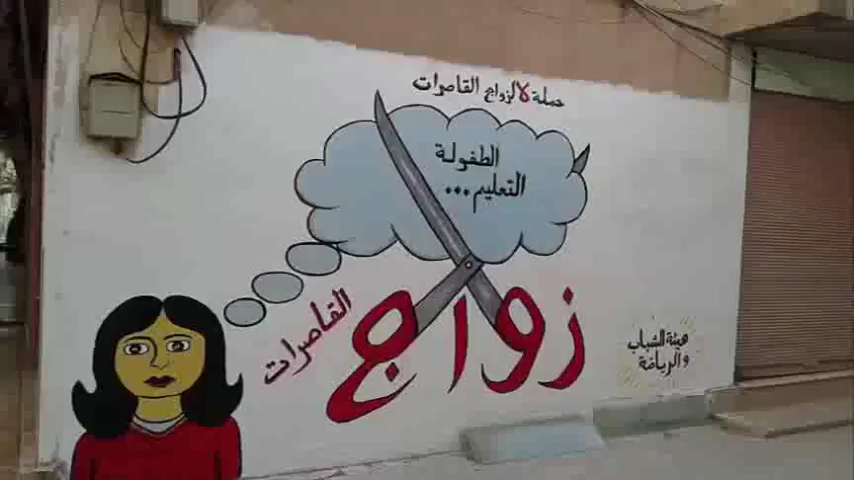 حملة لا لزواج القاصرات
الطفولة
التعليم ...
زواج
القاصرات
هيئة الشباب
والرياضة